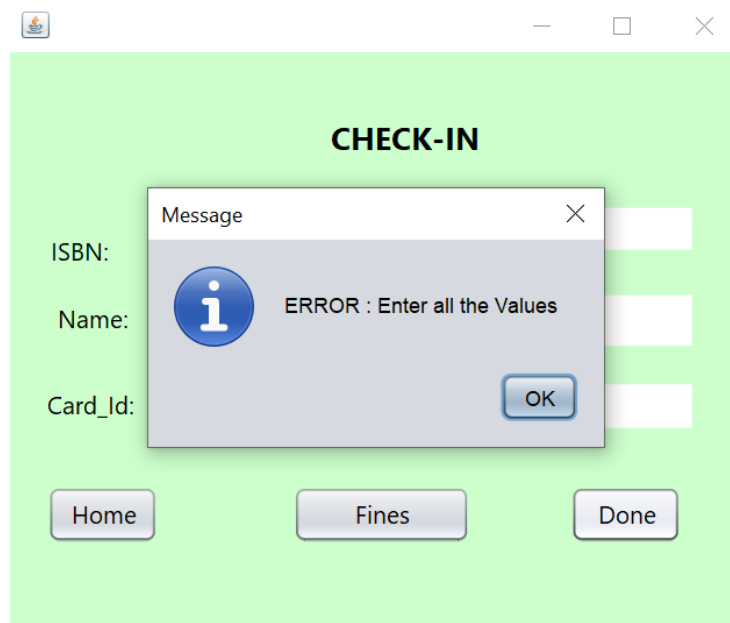 CHECK-IN
Message
ISBN:
ERROR : Enter all the Values
Name:
OK
Card_Id:
Home
Fines
Done